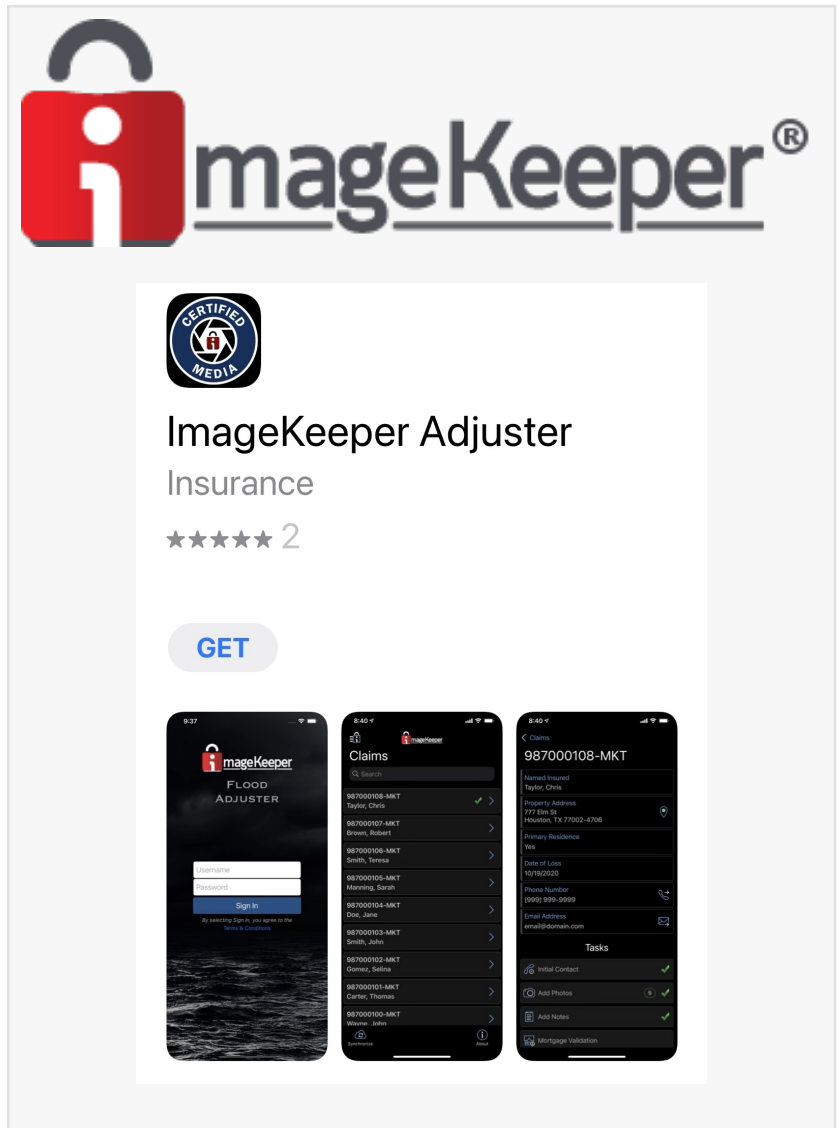 imageKeeper®
CERTIFIED
MEDIA
ImageKeeper Adjuster
Insurance
★★★★★ 2
GET
9:37
imageKeeper
FLOOD
ADJUSTER
Username
Password
Sign In
By selecting Sign In, you agree to the
Terms & Conditions
8:40
imageKeeper
Claims
Search
987000108-MKT
Taylor, Chris
987000107-MKT
Brown, Robert
987000106-MKT
Smith, Teresa
987000105-MKT
Manning, Sarah
987000104-MKT
Doe, Jane
987000103-MKT
Smith, John
987000102-MKT
Gomez, Selina
987000101-MKT
Carter, Thomas
987000100-MKT
Wayne, John
Synchronize
About
8:40
Claims
987000108-MKT
Named Insured
Taylor, Chris
Property Address
777 Elm St
Houston, TX 77002-4706
Primary Residence
Yes
Date of Loss
10/19/2020
Phone Number
(999) 999-9999
Email Address
email@domain.com
Tasks
Initial Contact
Add Photos 5
Add Notes
Mortgage Validation